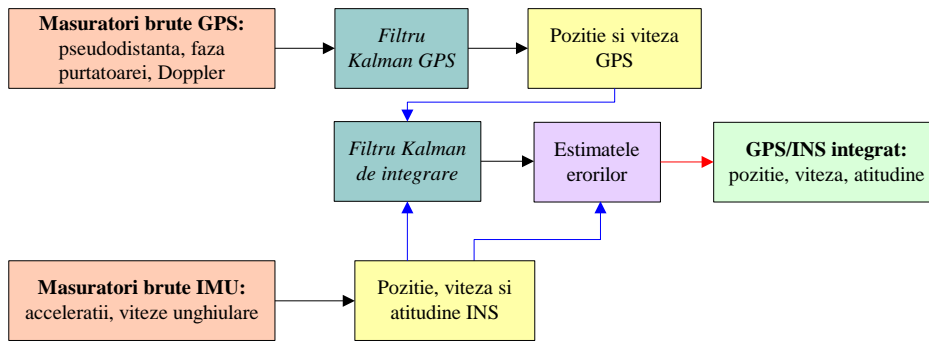 Masuratori brute GPS:
pseudodistanta, faza
purtatoarei, Doppler
Filtru
Kalman GPS
Pozitie si viteza
GPS
Filtru Kalman
de integrare
Estimatele
erorilor
GPS/INS integrat:
pozitie, viteza, atitudine
Masuratori brute IMU:
acceleratii, viteze unghiulare
Pozitie, viteza si
atitudine INS